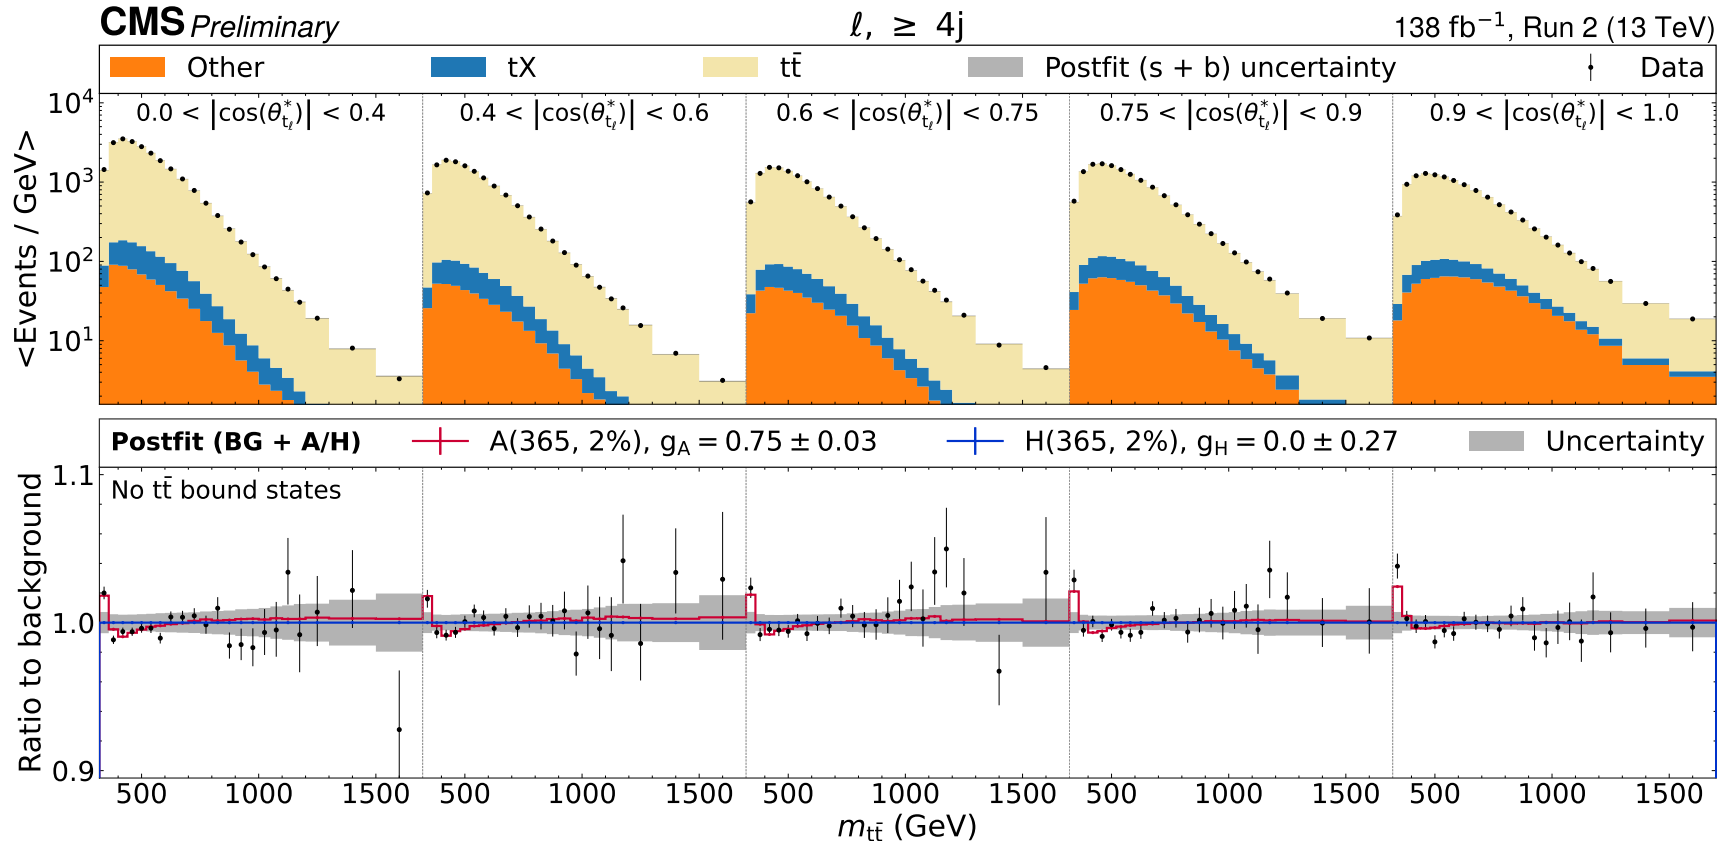 CMS Preliminary ℓ, ≥ 4j 138 fb⁻¹, Run 2 (13 TeV)
Other tX tt̄ Postfit (s + b) uncertainty Data
0.0 < |cos(θ*tℓ)| < 0.4 0.4 < |cos(θ*tℓ)| < 0.6 0.6 < |cos(θ*tℓ)| < 0.75 0.75 < |cos(θ*tℓ)| < 0.9 0.9 < |cos(θ*tℓ)| < 1.0
<Events / GeV>
10⁴
10³
10²
10¹
Postfit (BG + A/H) A(365, 2%), g_A = 0.75 ± 0.03 H(365, 2%), g_H = 0.0 ± 0.27 Uncertainty
No tt̄ bound states
Ratio to background
1.1
1.0
0.9
500 1000 1500 500 1000 1500 500 1000 1500 500 1000 1500 500 1000 1500
m_tt̄ (GeV)